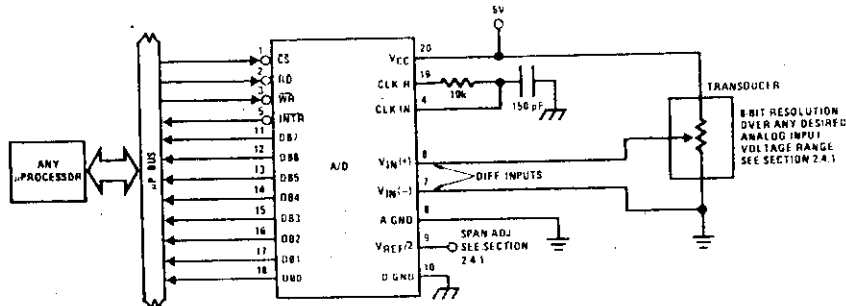 5V
20
VCC
1
CS
2
RD
3
WR
5
INTR
11
DB7
12
DB6
13
DB5
14
DB4
15
DB3
16
DB2
17
DB1
18
DB0
ANY
µPROCESSOR
µP BUS
A/D
19
CLK R
10k
4
CLK IN
150 pF
TRANSDUCER
8-BIT RESOLUTION
OVER ANY DESIRED
ANALOG INPUT
VOLTAGE RANGE
SEE SECTION 2.4.1
6
VIN(+)
DIFF INPUTS
7
VIN(−)
8
A GND
9
VREF/2
SPAN ADJ
SEE SECTION
2.4.1
10
D GND